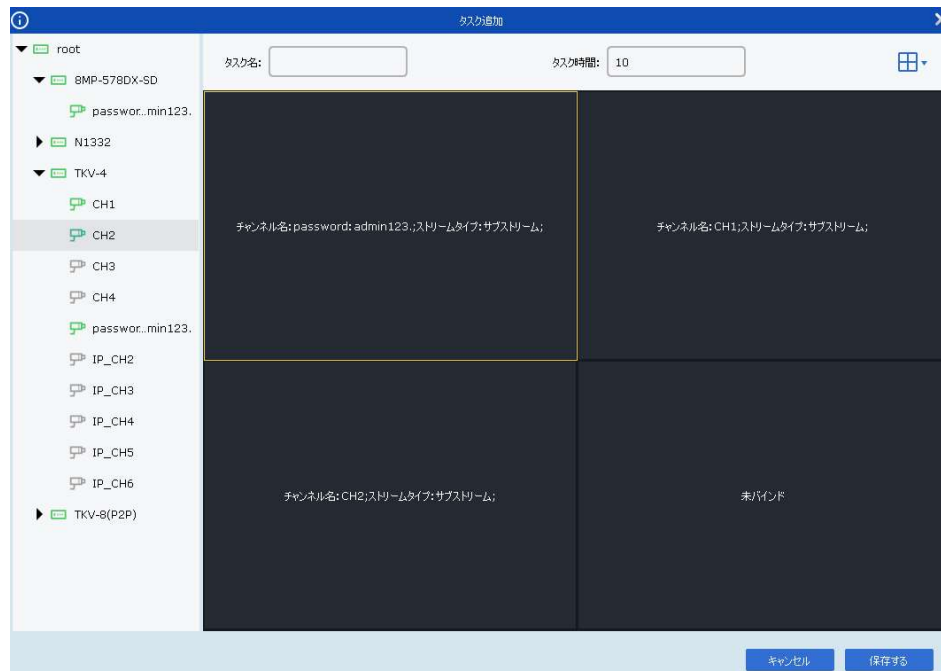 タスク追加
root
8MP-578DX-SD
passwor...min123.
N1332
TKV-4
CH1
CH2
CH3
CH4
passwor...min123.
IP_CH2
IP_CH3
IP_CH4
IP_CH5
IP_CH6
TKV-8(P2P)
タスク名:
タスク時間: 10
チャンネル名:password:admin123.;ストリームタイプ:サブストリーム;
チャンネル名:CH1;ストリームタイプ:サブストリーム;
チャンネル名:CH2;ストリームタイプ:サブストリーム;
未バインド
キャンセル
保存する